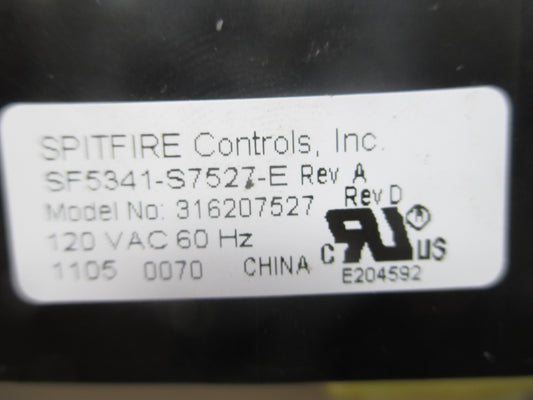 SPITFIRE Controls, Inc.
SF5341-S7527-E Rev A
Model No: 316207527 Rev D
120 VAC 60 Hz
1105 0070 CHINA
C RU ® US
E204592